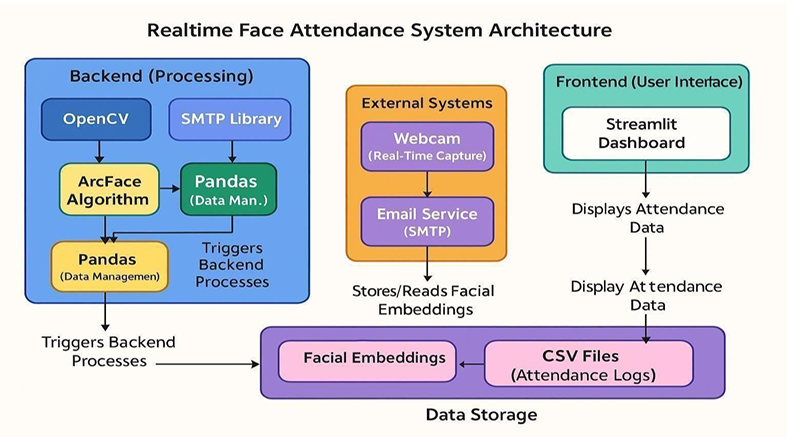 Realtime Face Attendance System Architecture
Backend (Processing)
OpenCV
SMTP Library
ArcFace
Algorithm
Pandas
(Data Man.)
Pandas
(Data Managemen)
Triggers
Backend
Processes
Triggers Backend
Processes
External Systems
Webcam
(Real-Time Capture)
Email Service
(SMTP)
Stores/Reads Facial
Embeddings
Frontend (User Interface)
Streamlit
Dashboard
Displays Attendance
Data
Display At tendance
Data
Facial Embeddings
CSV Files
(Attendance Logs)
Data Storage